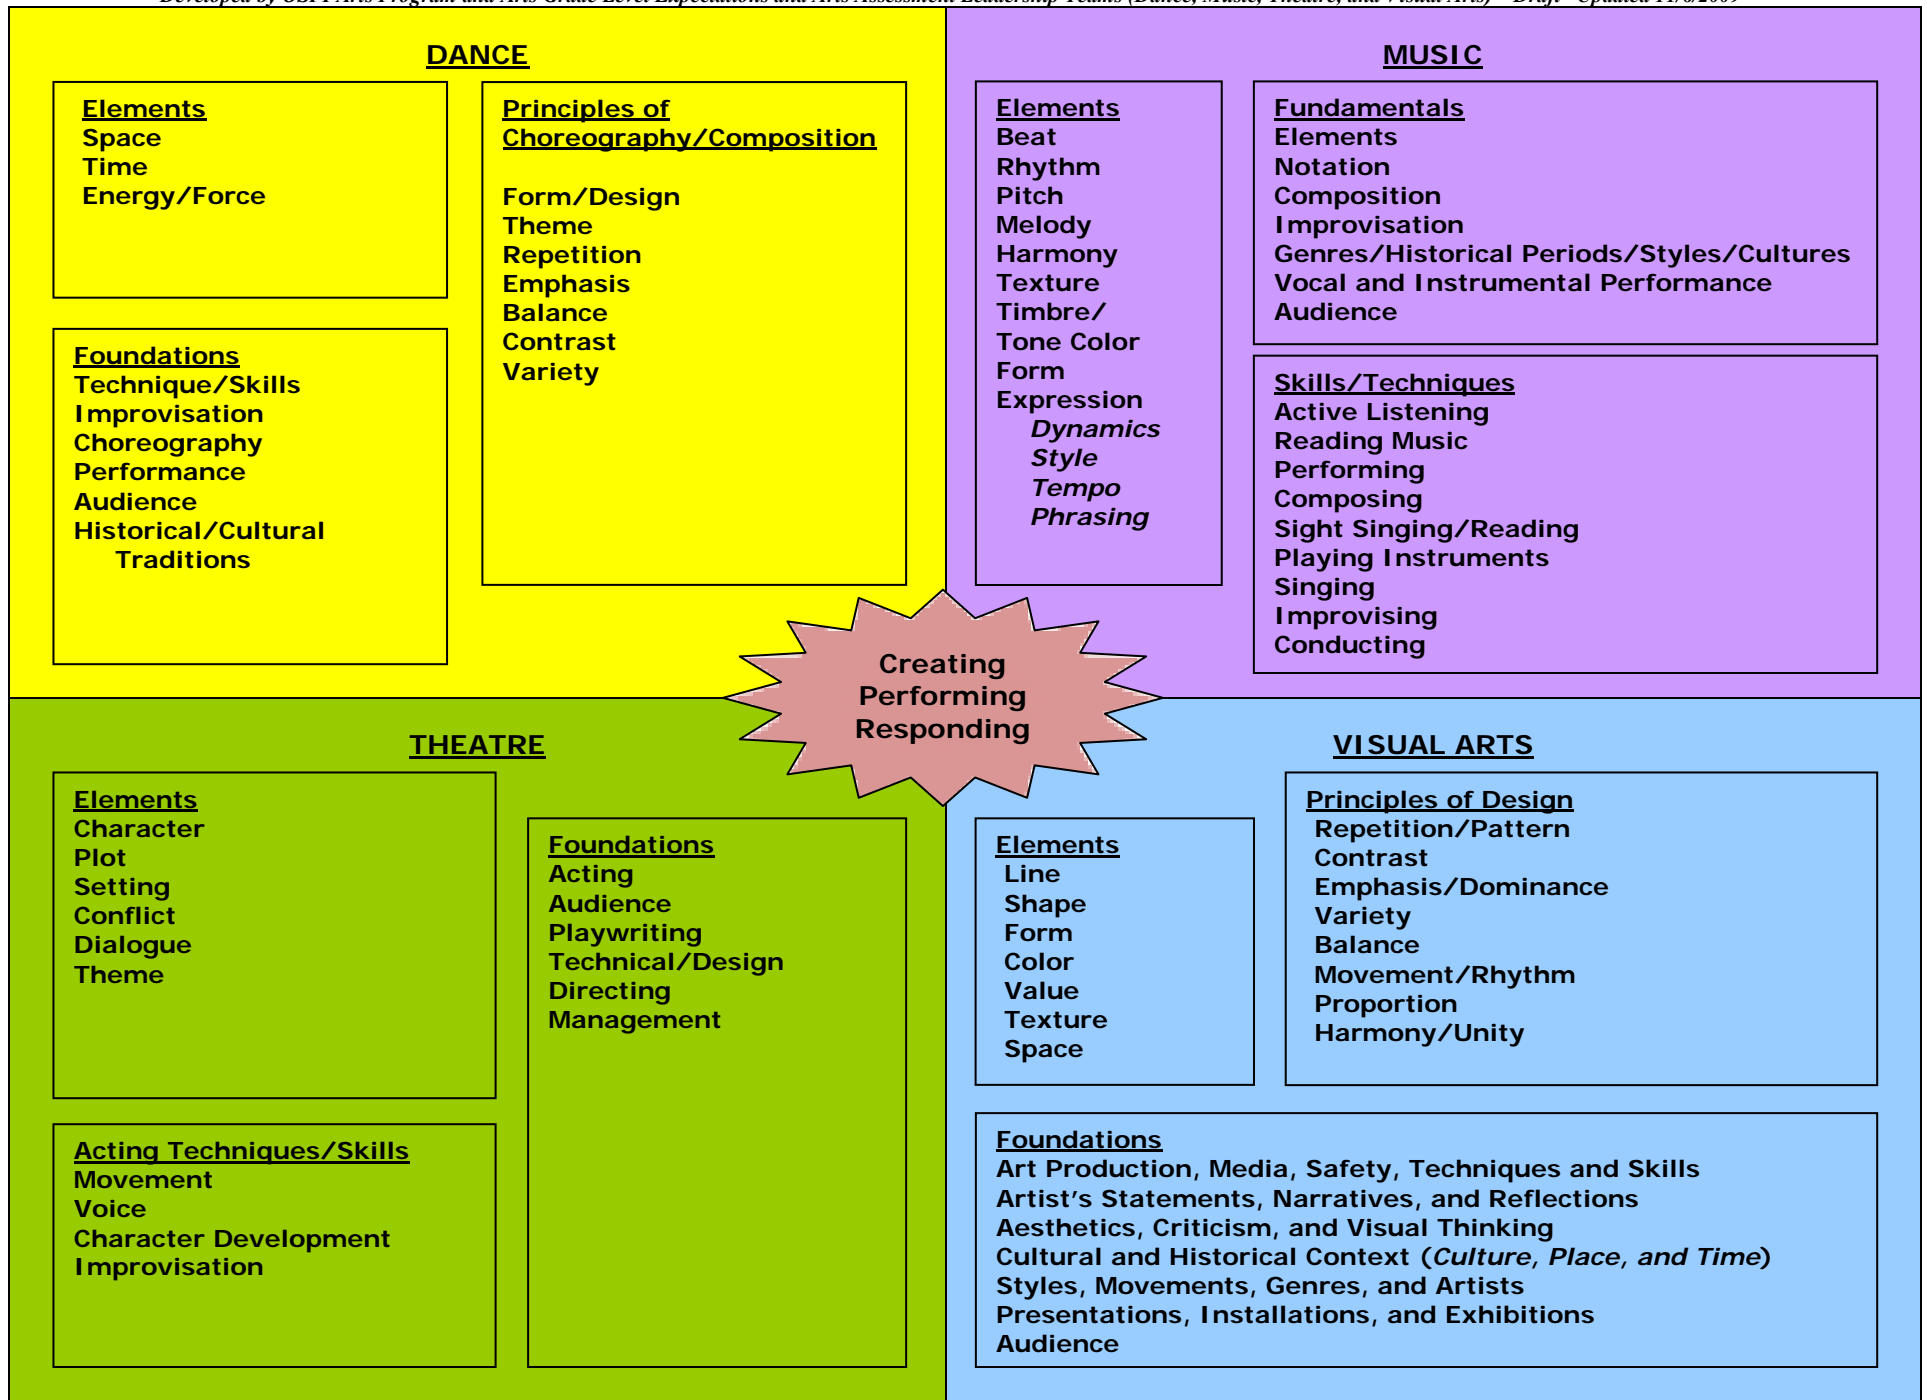 DANCE
Elements
Space
Time
Energy/Force
Foundations
Technique/Skills
Improvisation
Choreography
Performance
Audience
Historical/Cultural
Traditions
Principles of
Choreography/Composition
Form/Design
Theme
Repetition
Emphasis
Balance
Contrast
Variety
MUSIC
Elements
Beat
Rhythm
Pitch
Melody
Harmony
Texture
Timbre/
Tone Color
Form
Expression
Dynamics
Style
Tempo
Phrasing
Fundamentals
Elements
Notation
Composition
Improvisation
Genres/Historical Periods/Styles/Cultures
Vocal and Instrumental Performance
Audience
Skills/Techniques
Active Listening
Reading Music
Performing
Composing
Sight Singing/Reading
Playing Instruments
Singing
Improvising
Conducting
Creating
Performing
Responding
THEATRE
Elements
Character
Plot
Setting
Conflict
Dialogue
Theme
Acting Techniques/Skills
Movement
Voice
Character Development
Improvisation
Foundations
Acting
Audience
Playwriting
Technical/Design
Directing
Management
VISUAL ARTS
Elements
Line
Shape
Form
Color
Value
Texture
Space
Principles of Design
Repetition/Pattern
Contrast
Emphasis/Dominance
Variety
Balance
Movement/Rhythm
Proportion
Harmony/Unity
Foundations
Art Production, Media, Safety, Techniques and Skills
Artist’s Statements, Narratives, and Reflections
Aesthetics, Criticism, and Visual Thinking
Cultural and Historical Context (Culture, Place, and Time)
Styles, Movements, Genres, and Artists
Presentations, Installations, and Exhibitions
Audience